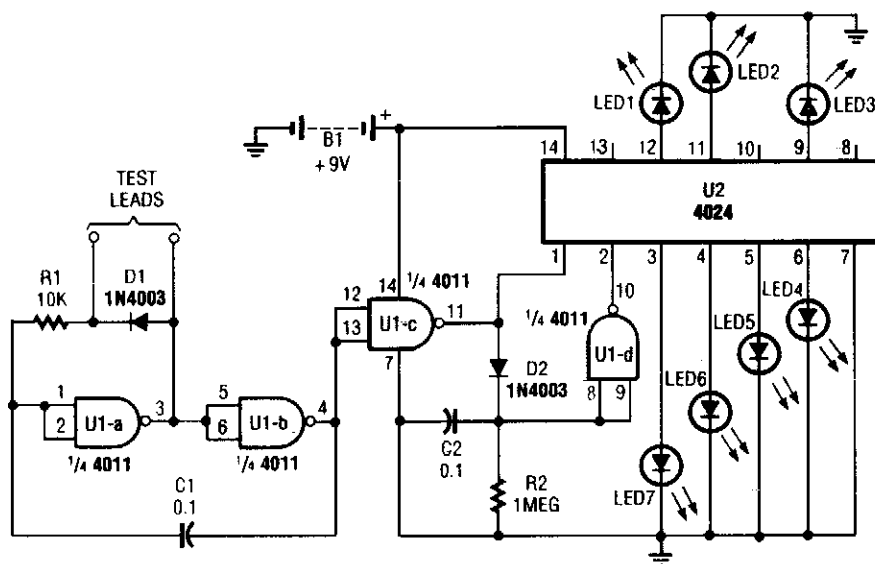 LED1
LED2
LED3
B1
+9V
+
14 13 12 11 10 9 8
U2
4024
1 2 3 4 5 6 7
TEST
LEADS
R1
10K
D1
1N4003
1/4 4011
14
12
13
U1-c
11
7
10
1/4 4011
U1-d
8 9
D2
1N4003
LED4
LED5
LED6
LED7
1
2
U1-a
3
1/4 4011
5
6
U1-b
4
1/4 4011
C2
0.1
R2
1MEG
C1
0.1